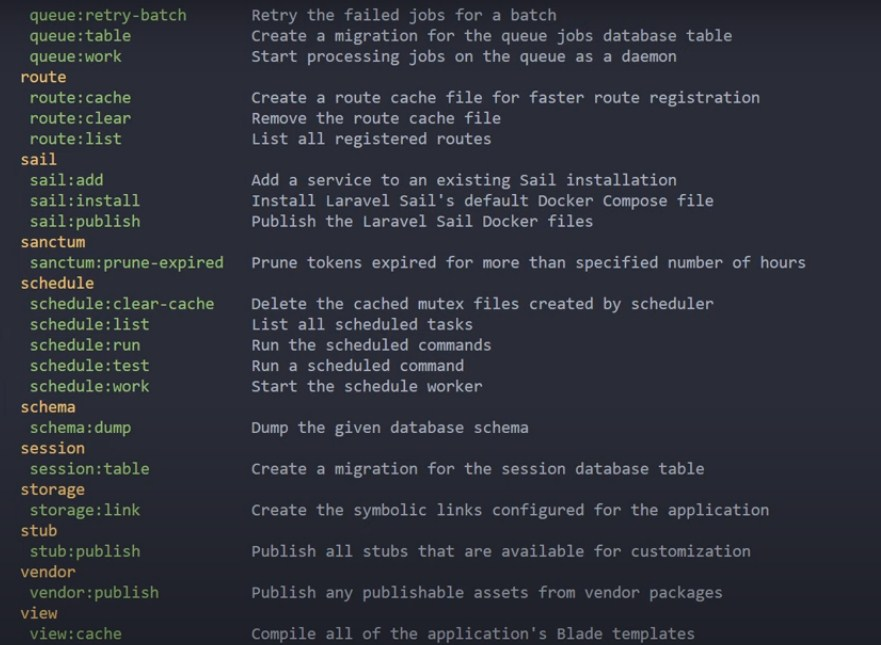 queue:retry-batch Retry the failed jobs for a batch
queue:table Create a migration for the queue jobs database table
queue:work Start processing jobs on the queue as a daemon
route
route:cache Create a route cache file for faster route registration
route:clear Remove the route cache file
route:list List all registered routes
sail
sail:add Add a service to an existing Sail installation
sail:install Install Laravel Sail's default Docker Compose file
sail:publish Publish the Laravel Sail Docker files
sanctum
sanctum:prune-expired Prune tokens expired for more than specified number of hours
schedule
schedule:clear-cache Delete the cached mutex files created by scheduler
schedule:list List all scheduled tasks
schedule:run Run the scheduled commands
schedule:test Run a scheduled command
schedule:work Start the schedule worker
schema
schema:dump Dump the given database schema
session
session:table Create a migration for the session database table
storage
storage:link Create the symbolic links configured for the application
stub
stub:publish Publish all stubs that are available for customization
vendor
vendor:publish Publish any publishable assets from vendor packages
view
view:cache Compile all of the application's Blade templates